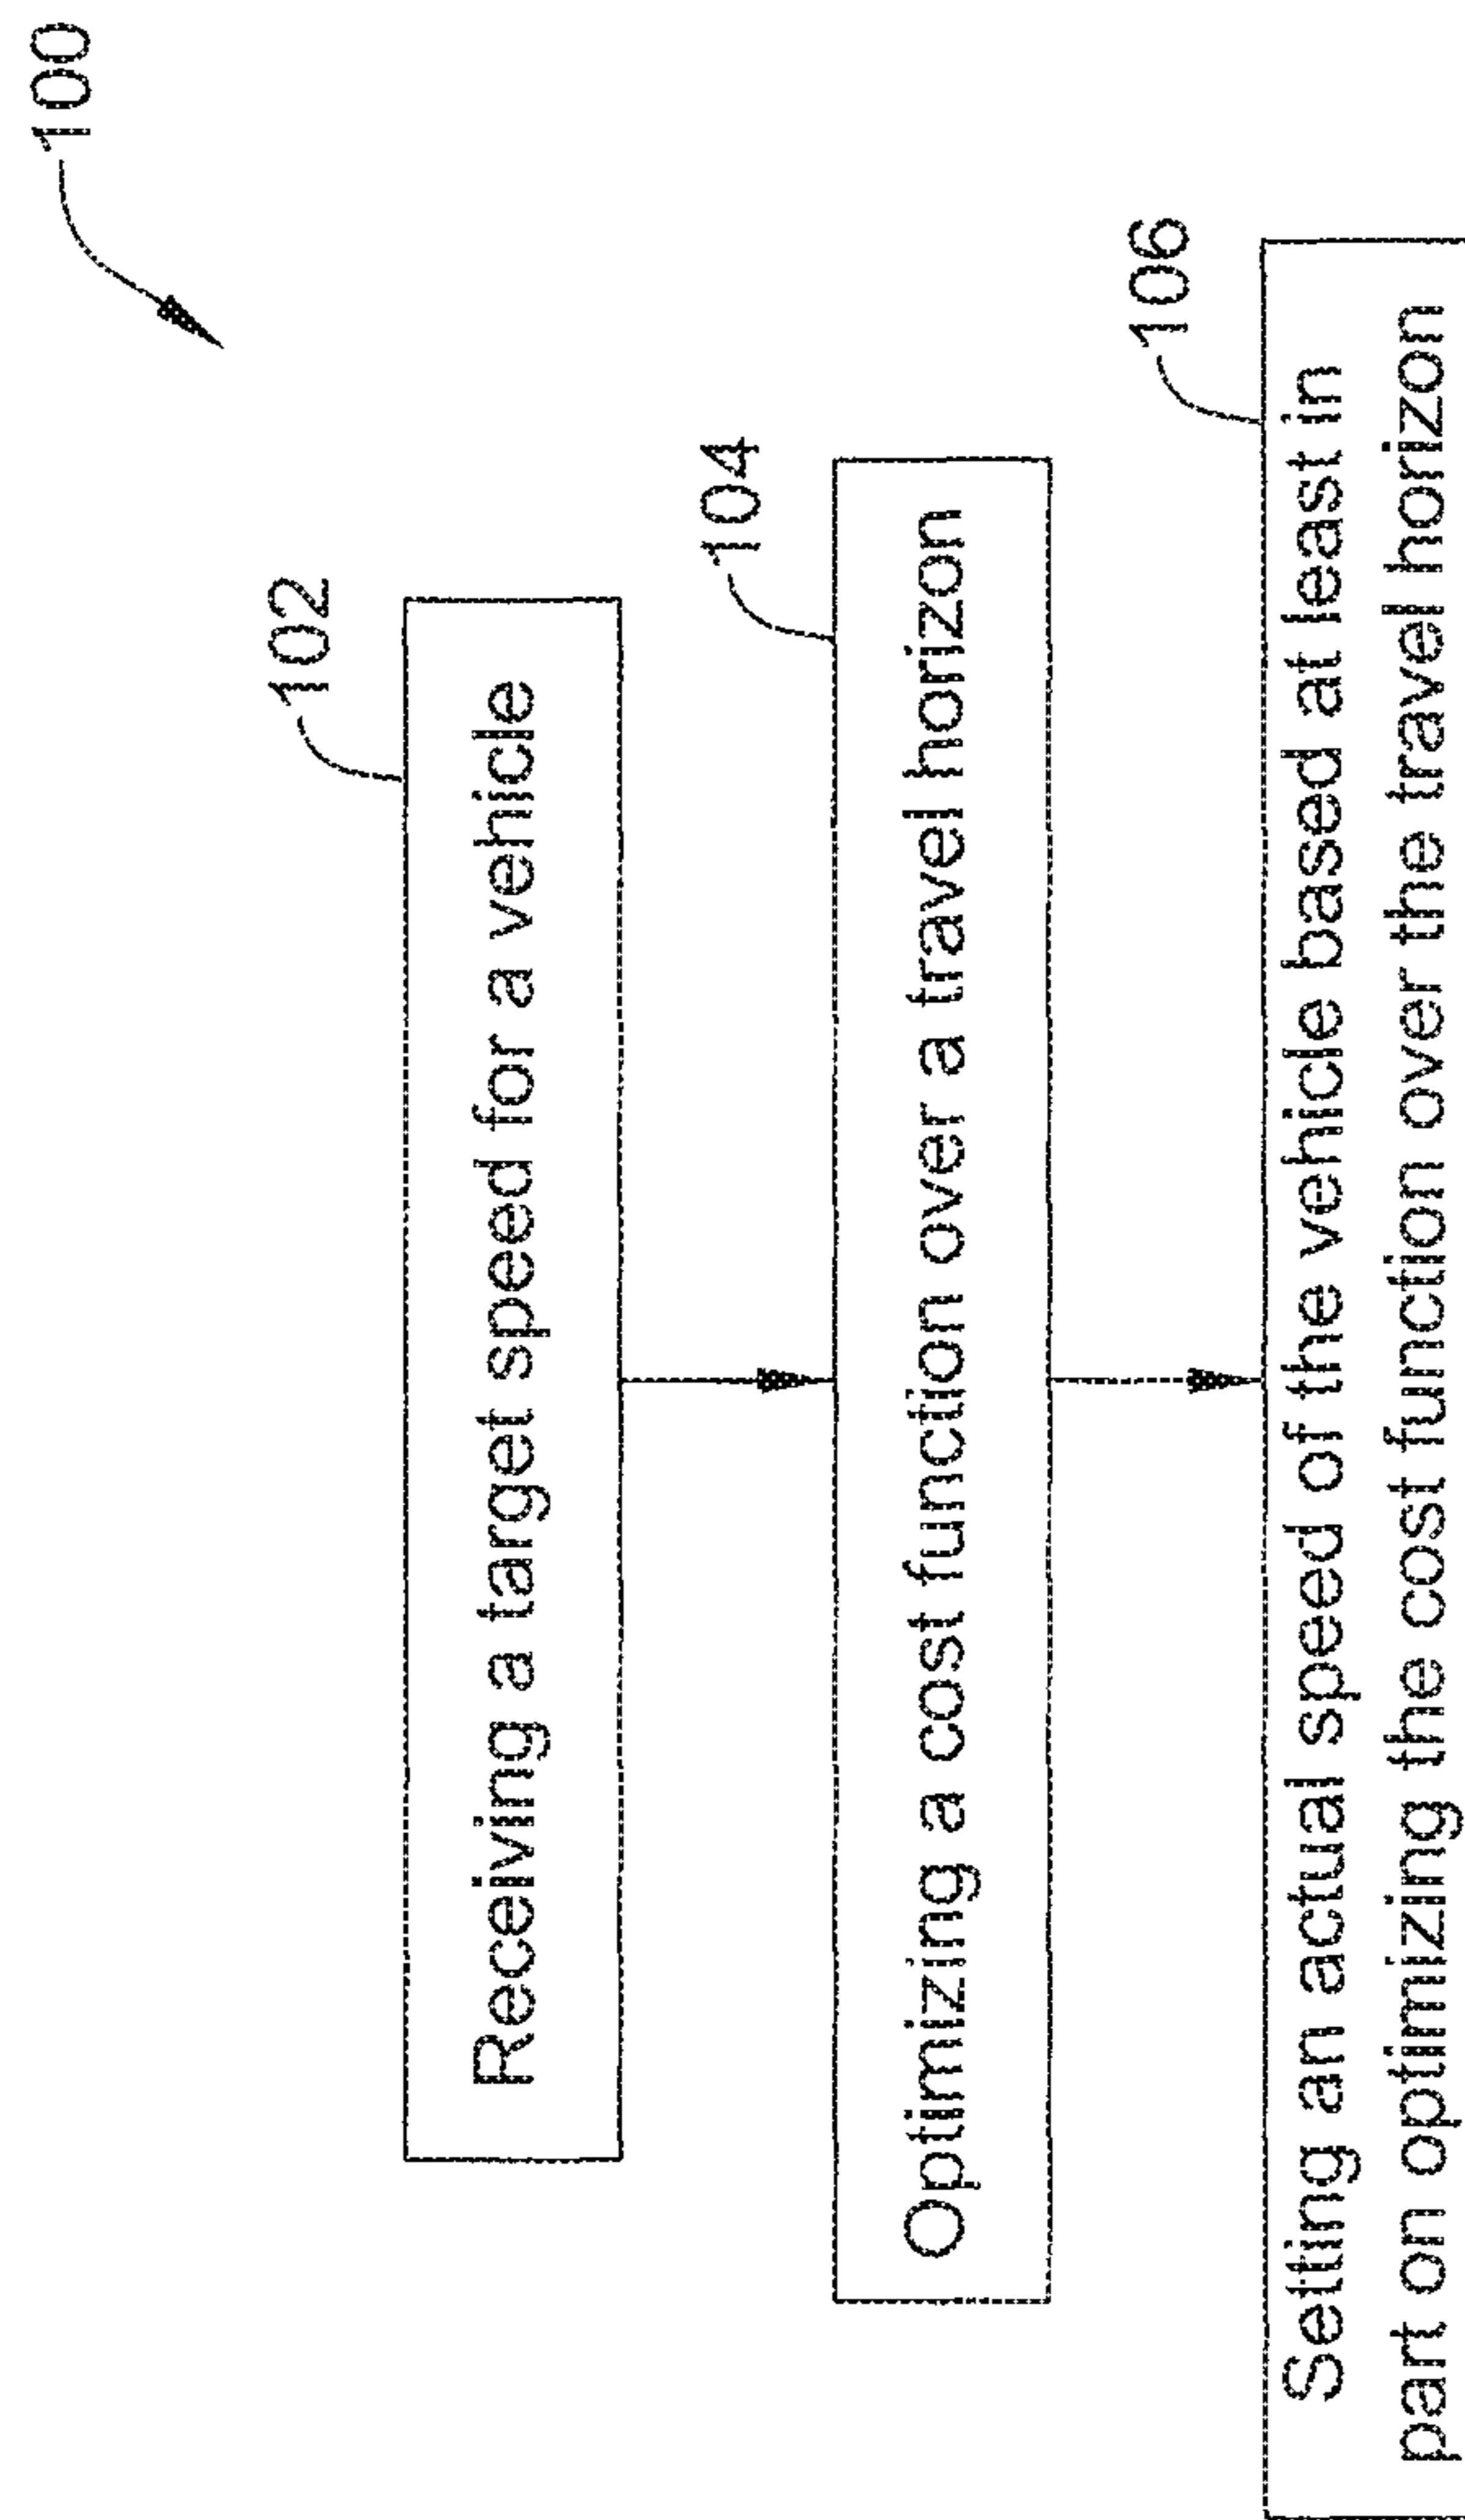 100
102
Receiving a target speed for a vehicle
104
Optimizing a cost function over a travel horizon
106
Setting an actual speed of the vehicle based at least in
part on optimizing the cost function over the travel horizon